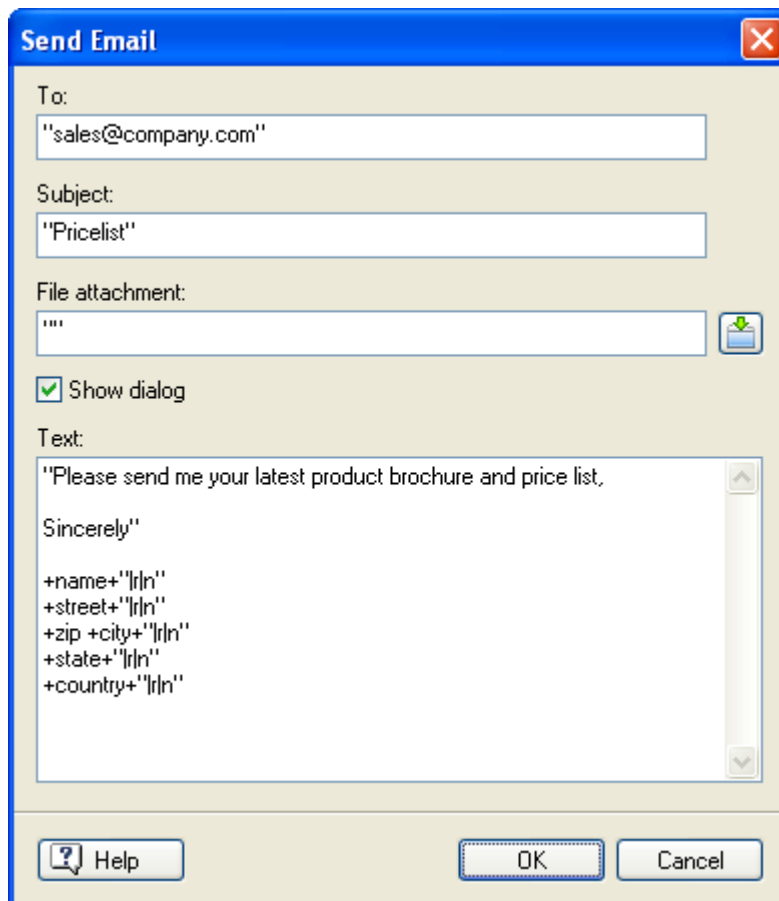 Send Email
To:
"sales@company.com"
Subject:
"Pricelist"
File attachment:
""
Show dialog
Text:
"Please send me your latest product brochure and price list,
Sincerely"
+name+"|r|n"
+street+"|r|n"
+zip +city+"|r|n"
+state+"|r|n"
+country+"|r|n"
Help
OK
Cancel